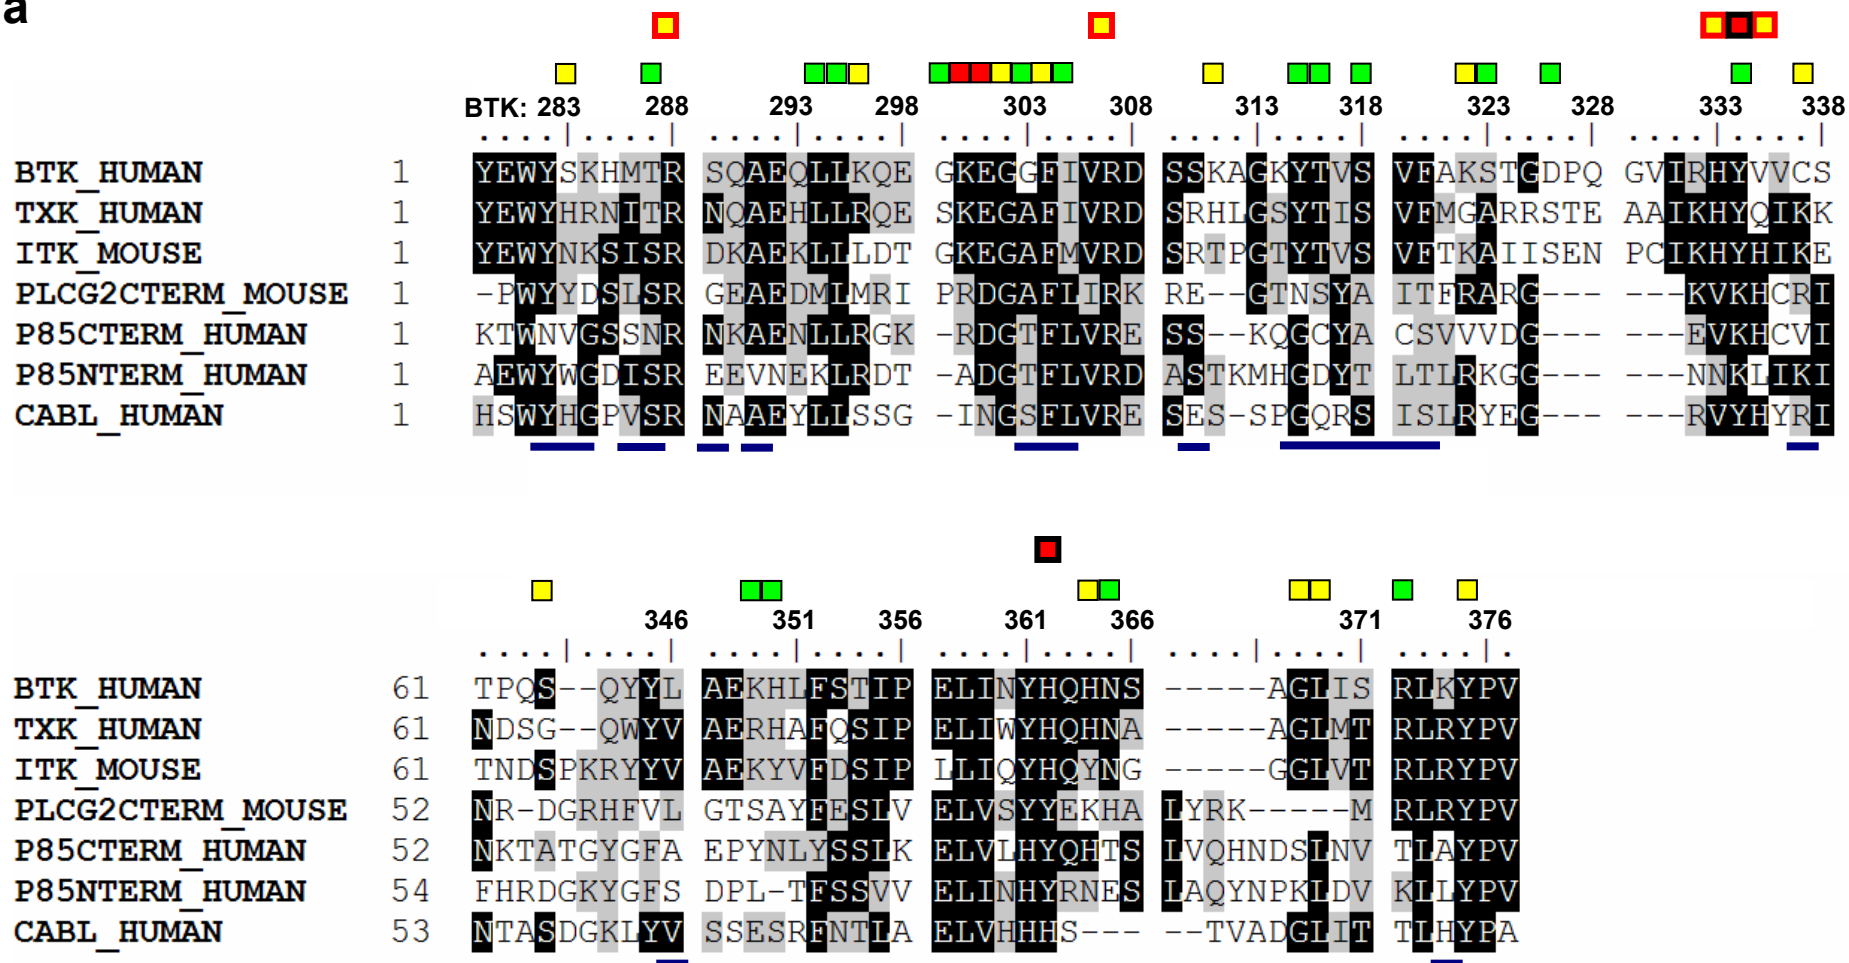 a
BTK: 283 288 293 298 303 308 313 318 323 328 333 338
....|....| ....|....| ....|....| ....|....| ....|....| ....|....|
BTK_HUMAN 1 YEWYSKHMTR SQAEQLLKQE GKEGGFIVRD SSKAGKYTVS VFAKSTGDPQ GVIRHYVVCS
TXK_HUMAN 1 YEWYHRNITR NQAEHLLRQE SKEGAFIVRD SRHLGSYTIS VFMGARRSTE AAIKHYQIKK
ITK_MOUSE 1 YEWYNKSISR DKAEKLLLDT GKEGAFMVRD SRTPGTYTVS VFTKAIISEN PCIKHYHIKE
PLCG2CTERM_MOUSE 1 -PWYYDSLSR GEAEDMLMRI PRDGAFLIRK RE--GTNSYA ITFRARG--- ---KVKHCRI
P85CTERM_HUMAN 1 KTWNVGSSNR NKAENLLRGK -RDGTFLVRE SS--KQGCYA CSVVVDG--- ---EVKHCVI
P85NTERM_HUMAN 1 AEWYWGDISR EEVNEKLRDT -ADGTFLVRD ASTKMHGDYT LTLRKGG--- ---NNKLIKI
CABL_HUMAN 1 HSWYHGPVSR NAAEYLLSSG -INGSFLVRE SES-SPGQRS ISLRYEG--- ---RVYHYRI
346 351 356 361 366 371 376
....|....| ....|....| ....|....| ....|....| ....|.
BTK_HUMAN 61 TPQS--QYYL AEKHLFSTIP ELINYHQHNS -----AGLIS RLKYPV
TXK_HUMAN 61 NDSG--QWYV AERHAFQSIP ELIWYHQHNA -----AGLMT RLRYPV
ITK_MOUSE 61 TNDSPKRYYV AEKYVFDSIP LLIQYHQYNG -----GGLVT RLRYPV
PLCG2CTERM_MOUSE 52 NR-DGRHFVL GTSAYFESLV ELVSYYEKHA LYRK-----M RLRYPV
P85CTERM_HUMAN 52 NKTATGYGFA EPYNLYSSLK ELVLHYQHTS LVQHNDSLNV TLAYPV
P85NTERM_HUMAN 54 FHRDGKYGFS DPL-TFSSVV ELINHYRNES LAQYNPKLDV KLLYPV
CABL_HUMAN 53 NTASDGKLYV SSESRFNTLA ELVHHHS--- --TVADGLIT TLHYPA